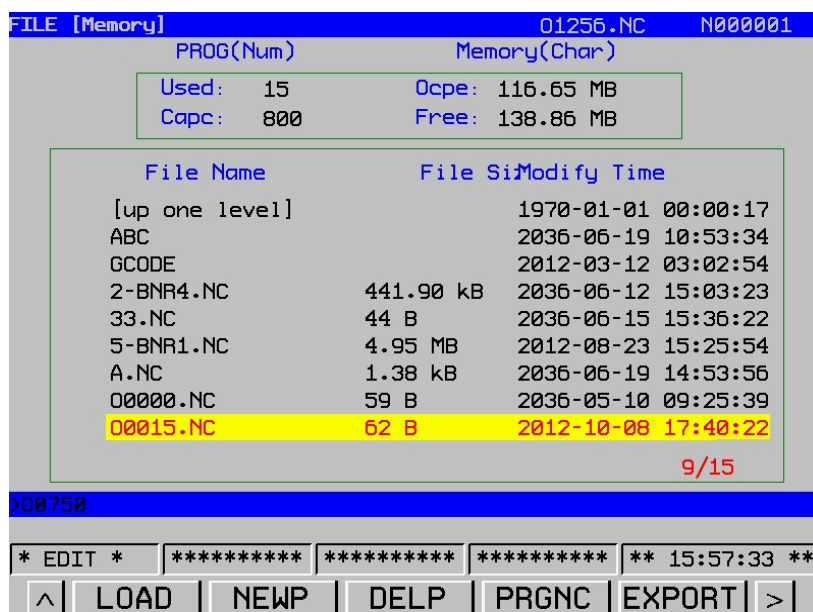 FILE [Memory] O1256.NC N000001
PROG(Num) Memory(Char)
Used: 15 Ocpe: 116.65 MB
Capc: 800 Free: 138.86 MB
File Name File Si Modify Time
[up one level] 1970-01-01 00:00:17
ABC 2036-06-19 10:53:34
GCODE 2012-03-12 03:02:54
2-BNR4.NC 441.90 kB 2036-06-12 15:03:23
33.NC 44 B 2036-06-15 15:36:22
5-BNR1.NC 4.95 MB 2012-08-23 15:25:54
A.NC 1.38 kB 2036-06-19 14:53:56
O0000.NC 59 B 2036-05-10 09:25:39
O0015.NC 62 B 2012-10-08 17:40:22
9/15
>O0750
* EDIT * ********** ********** ********** ** 15:57:33 **
^ LOAD NEWP DELP PRGNC EXPORT >